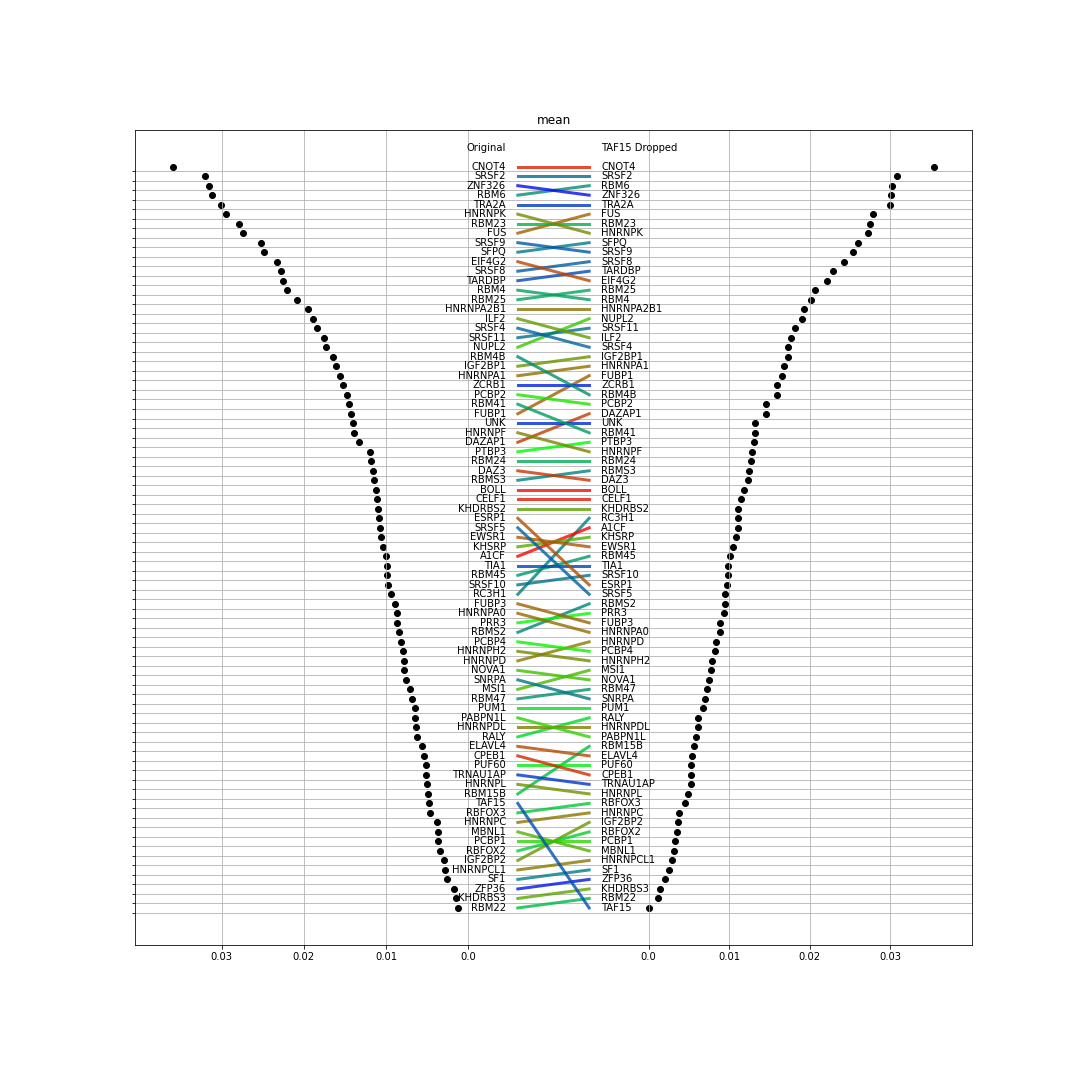 mean
Original TAF15 Dropped
CNOT4 CNOT4
SRSF2 SRSF2
ZNF326 RBM6
RBM6 ZNF326
TRA2A TRA2A
HNRNPK FUS
RBM23 RBM23
FUS HNRNPK
SRSF9 SFPQ
SFPQ SRSF9
EIF4G2 SRSF8
SRSF8 TARDBP
TARDBP EIF4G2
RBM4 RBM25
RBM25 RBM4
HNRNPA2B1 HNRNPA2B1
ILF2 NUPL2
SRSF4 SRSF11
SRSF11 ILF2
NUPL2 SRSF4
RBM4B IGF2BP1
IGF2BP1 HNRNPA1
HNRNPA1 FUBP1
ZCRB1 ZCRB1
PCBP2 RBM4B
RBM41 PCBP2
FUBP1 DAZAP1
UNK UNK
HNRNPF RBM41
DAZAP1 PTBP3
PTBP3 HNRNPF
RBM24 RBM24
DAZ3 RBMS3
RBMS3 DAZ3
BOLL BOLL
CELF1 CELF1
KHDRBS2 KHDRBS2
ESRP1 RC3H1
SRSF5 A1CF
EWSR1 KHSRP
KHSRP EWSR1
A1CF RBM45
TIA1 TIA1
RBM45 SRSF10
SRSF10 ESRP1
RC3H1 SRSF5
FUBP3 RBMS2
HNRNPA0 PRR3
PRR3 FUBP3
RBMS2 HNRNPA0
PCBP4 HNRNPD
HNRNPH2 PCBP4
HNRNPD HNRNPH2
NOVA1 MSI1
SNRPA NOVA1
MSI1 RBM47
RBM47 SNRPA
PUM1 PUM1
PABPN1L RALY
HNRNPDL HNRNPDL
RALY PABPN1L
ELAVL4 RBM15B
CPEB1 ELAVL4
PUF60 PUF60
TRNAU1AP CPEB1
HNRNPL TRNAU1AP
RBM15B HNRNPL
TAF15 RBFOX3
RBFOX3 HNRNPC
HNRNPC IGF2BP2
MBNL1 RBFOX2
PCBP1 PCBP1
RBFOX2 MBNL1
IGF2BP2 HNRNPCL1
HNRNPCL1 SF1
SF1 ZFP36
ZFP36 KHDRBS3
KHDRBS3 RBM22
RBM22 TAF15
0.03 0.02 0.01 0.0 0.0 0.01 0.02 0.03